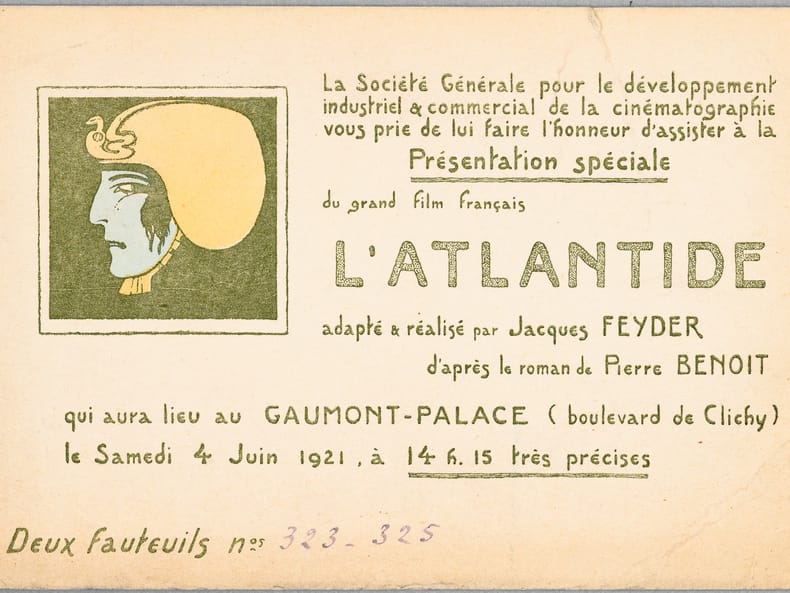 La Société Générale pour le développement
industriel & commercial de la cinématographie
vous prie de lui faire l'honneur d'assister à la
Présentation spéciale
du grand film français
L'ATLANTIDE
adapté & réalisé par Jacques FEYDER
d'après le roman de Pierre BENOIT
qui aura lieu au GAUMONT-PALACE (boulevard de Clichy)
le Samedi 4 Juin 1921, à 14 h. 15 très précises
Deux fauteuils nos 323-325